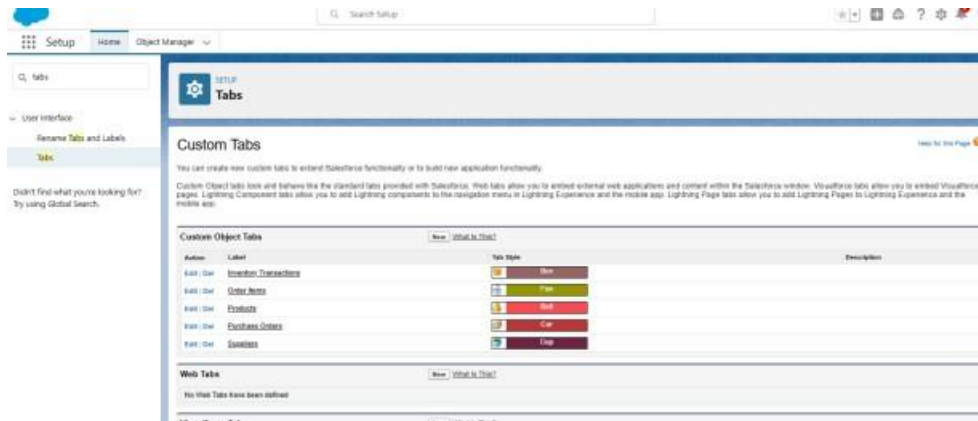 Search Setup
Setup Home Object Manager
tabs
SETUP
Tabs
User Interface
Rename Tabs and Labels
Tabs
Didn't find what you're looking for?
Try using Global Search.
Custom Tabs
Help for this Page
You can create new custom tabs to extend Salesforce functionality or to build new application functionality.
Custom Object tabs look and behave like the standard tabs provided with Salesforce. Web tabs allow you to embed external web applications and content within the Salesforce window. Visualforce tabs allow you to embed Visualforce
pages. Lightning Component tabs allow you to add Lightning components to the navigation menu in Lightning Experience and the mobile app. Lightning Page tabs allow you to add Lightning Pages to Lightning Experience and the
mobile app.
Custom Object Tabs New What Is This?
Action Label Tab Style Description
Edit | Del Inventory Transactions Box
Edit | Del Order Items Fan
Edit | Del Products Bell
Edit | Del Purchase Orders Car
Edit | Del Suppliers Cup
Web Tabs New What Is This?
No Web Tabs have been defined